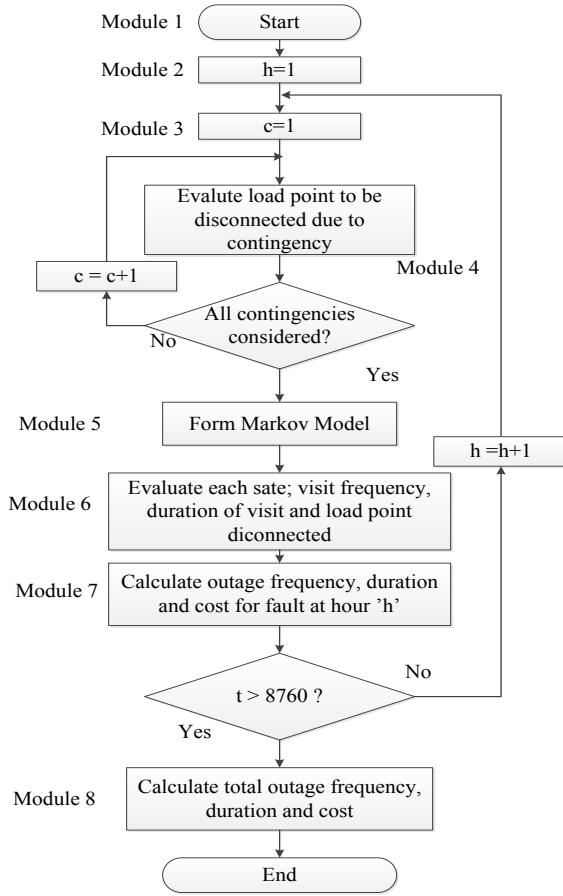 Module 1
Start
Module 2
h=1
Module 3
c=1
Evalute load point to be
disconnected due to
contingency
Module 4
c = c+1
All contingencies
considered?
No
Yes
Module 5
Form Markov Model
h =h+1
Module 6
Evaluate each sate; visit frequency,
duration of visit and load point
diconnected
Module 7
Calculate outage frequency, duration
and cost for fault at hour ’h’
No
t > 8760 ?
Yes
Module 8
Calculate total outage frequency,
duration and cost
End